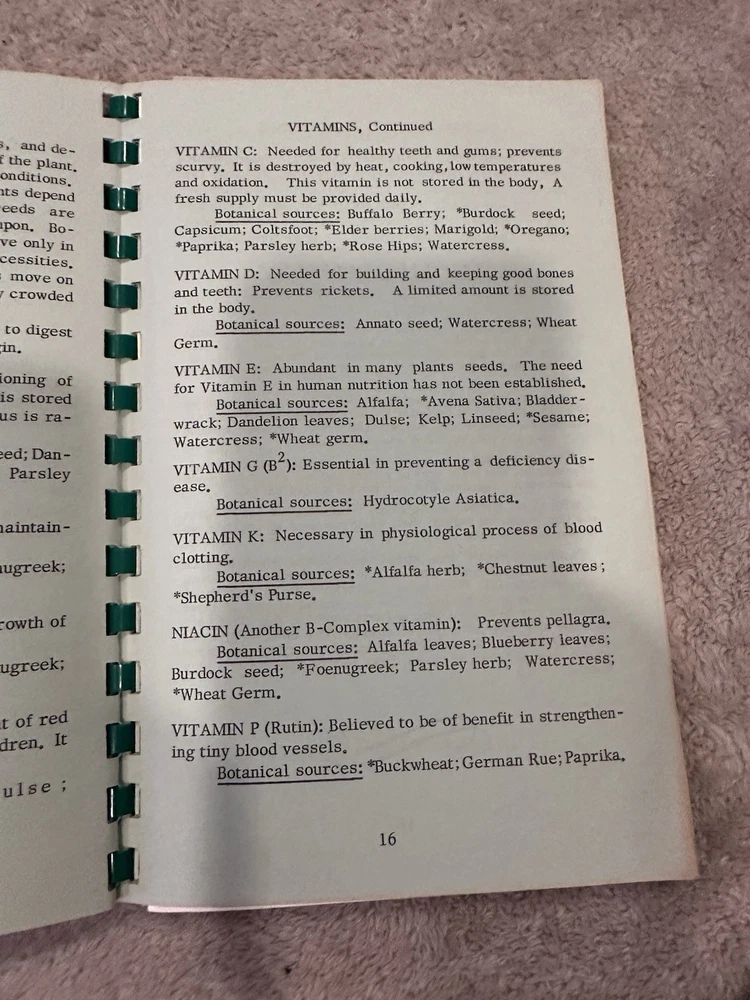 s, and de-
f the plant.
onditions.
nts depend
eeds are
upon. Bo-
ve only in
cessities.
s move on
y crowded
to digest
gin.
ioning of
is stored
us is ra-
eed; Dan-
Parsley
naintain-
nugreek;
rowth of
ugreek;
t of red
dren. It
ulse ;
VITAMINS, Continued
VITAMIN C: Needed for healthy teeth and gums; prevents
scurvy. It is destroyed by heat, cooking, low temperatures
and oxidation. This vitamin is not stored in the body, A
fresh supply must be provided daily.
Botanical sources: Buffalo Berry; *Burdock seed;
Capsicum; Coltsfoot; *Elder berries; Marigold; *Oregano;
*Paprika; Parsley herb; *Rose Hips; Watercress.
VITAMIN D: Needed for building and keeping good bones
and teeth: Prevents rickets. A limited amount is stored
in the body.
Botanical sources: Annato seed; Watercress; Wheat
Germ.
VITAMIN E: Abundant in many plants seeds. The need
for Vitamin E in human nutrition has not been established.
Botanical sources: Alfalfa; *Avena Sativa; Bladder-
wrack; Dandelion leaves; Dulse; Kelp; Linseed; *Sesame;
Watercress; *Wheat germ.
VITAMIN G (B²): Essential in preventing a deficiency dis-
ease.
Botanical sources: Hydrocotyle Asiatica.
VITAMIN K: Necessary in physiological process of blood
clotting.
Botanical sources: *Alfalfa herb; *Chestnut leaves;
*Shepherd's Purse.
NIACIN (Another B-Complex vitamin): Prevents pellagra.
Botanical sources: Alfalfa leaves; Blueberry leaves;
Burdock seed; *Foenugreek; Parsley herb; Watercress;
*Wheat Germ.
VITAMIN P (Rutin): Believed to be of benefit in strengthen-
ing tiny blood vessels.
Botanical sources: *Buckwheat; German Rue; Paprika.
16